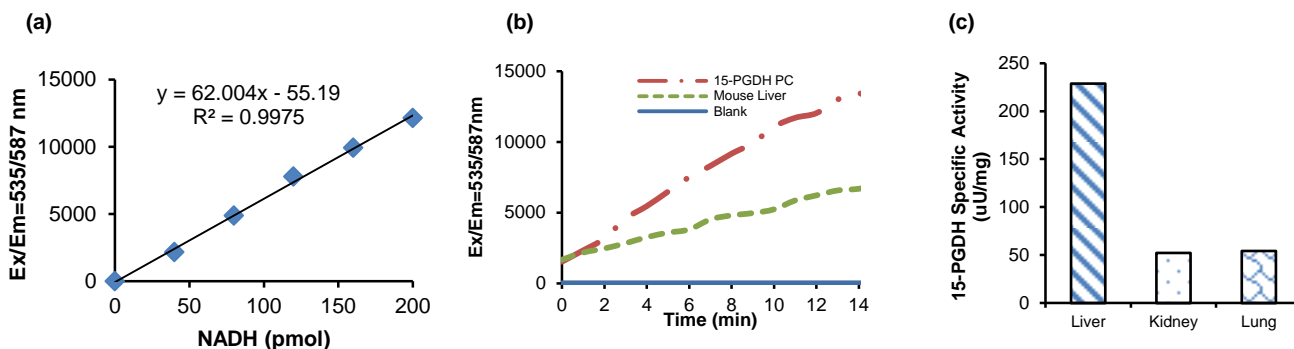 (a)
Ex/Em=535/587 nm
15000
10000
5000
0
y = 62.004x - 55.19
R² = 0.9975
0 50 100 150 200
NADH (pmol)
(b)
Ex/Em=535/587nm
15000
10000
5000
0
15-PGDH PC
Mouse Liver
Blank
0 2 4 6 8 10 12 14
Time (min)
(c)
15-PGDH Specific Activity
(uU/mg)
250
200
150
100
50
0
Liver Kidney Lung